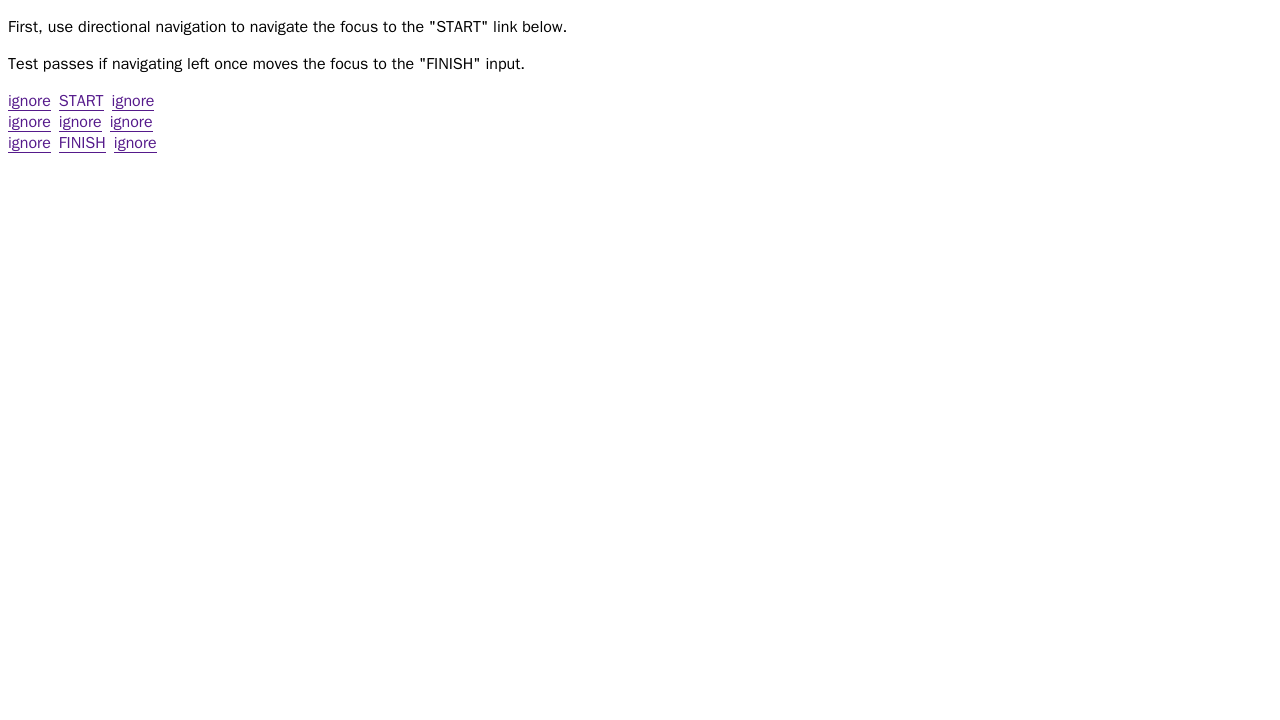 First, use directional navigation to navigate the focus to the "START" link below.
Test passes if navigating left once moves the focus to the "FINISH" input.
ignore START ignore
ignore ignore ignore
ignore FINISH ignore